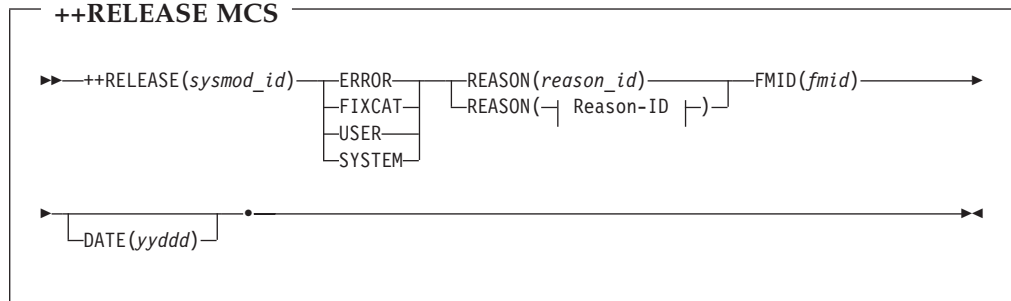 ++RELEASE MCS
++RELEASE(sysmod_id) ERROR REASON(reason_id) FMID(fmid)
FIXCAT REASON( Reason-ID )
USER
SYSTEM
DATE(yyddd) .